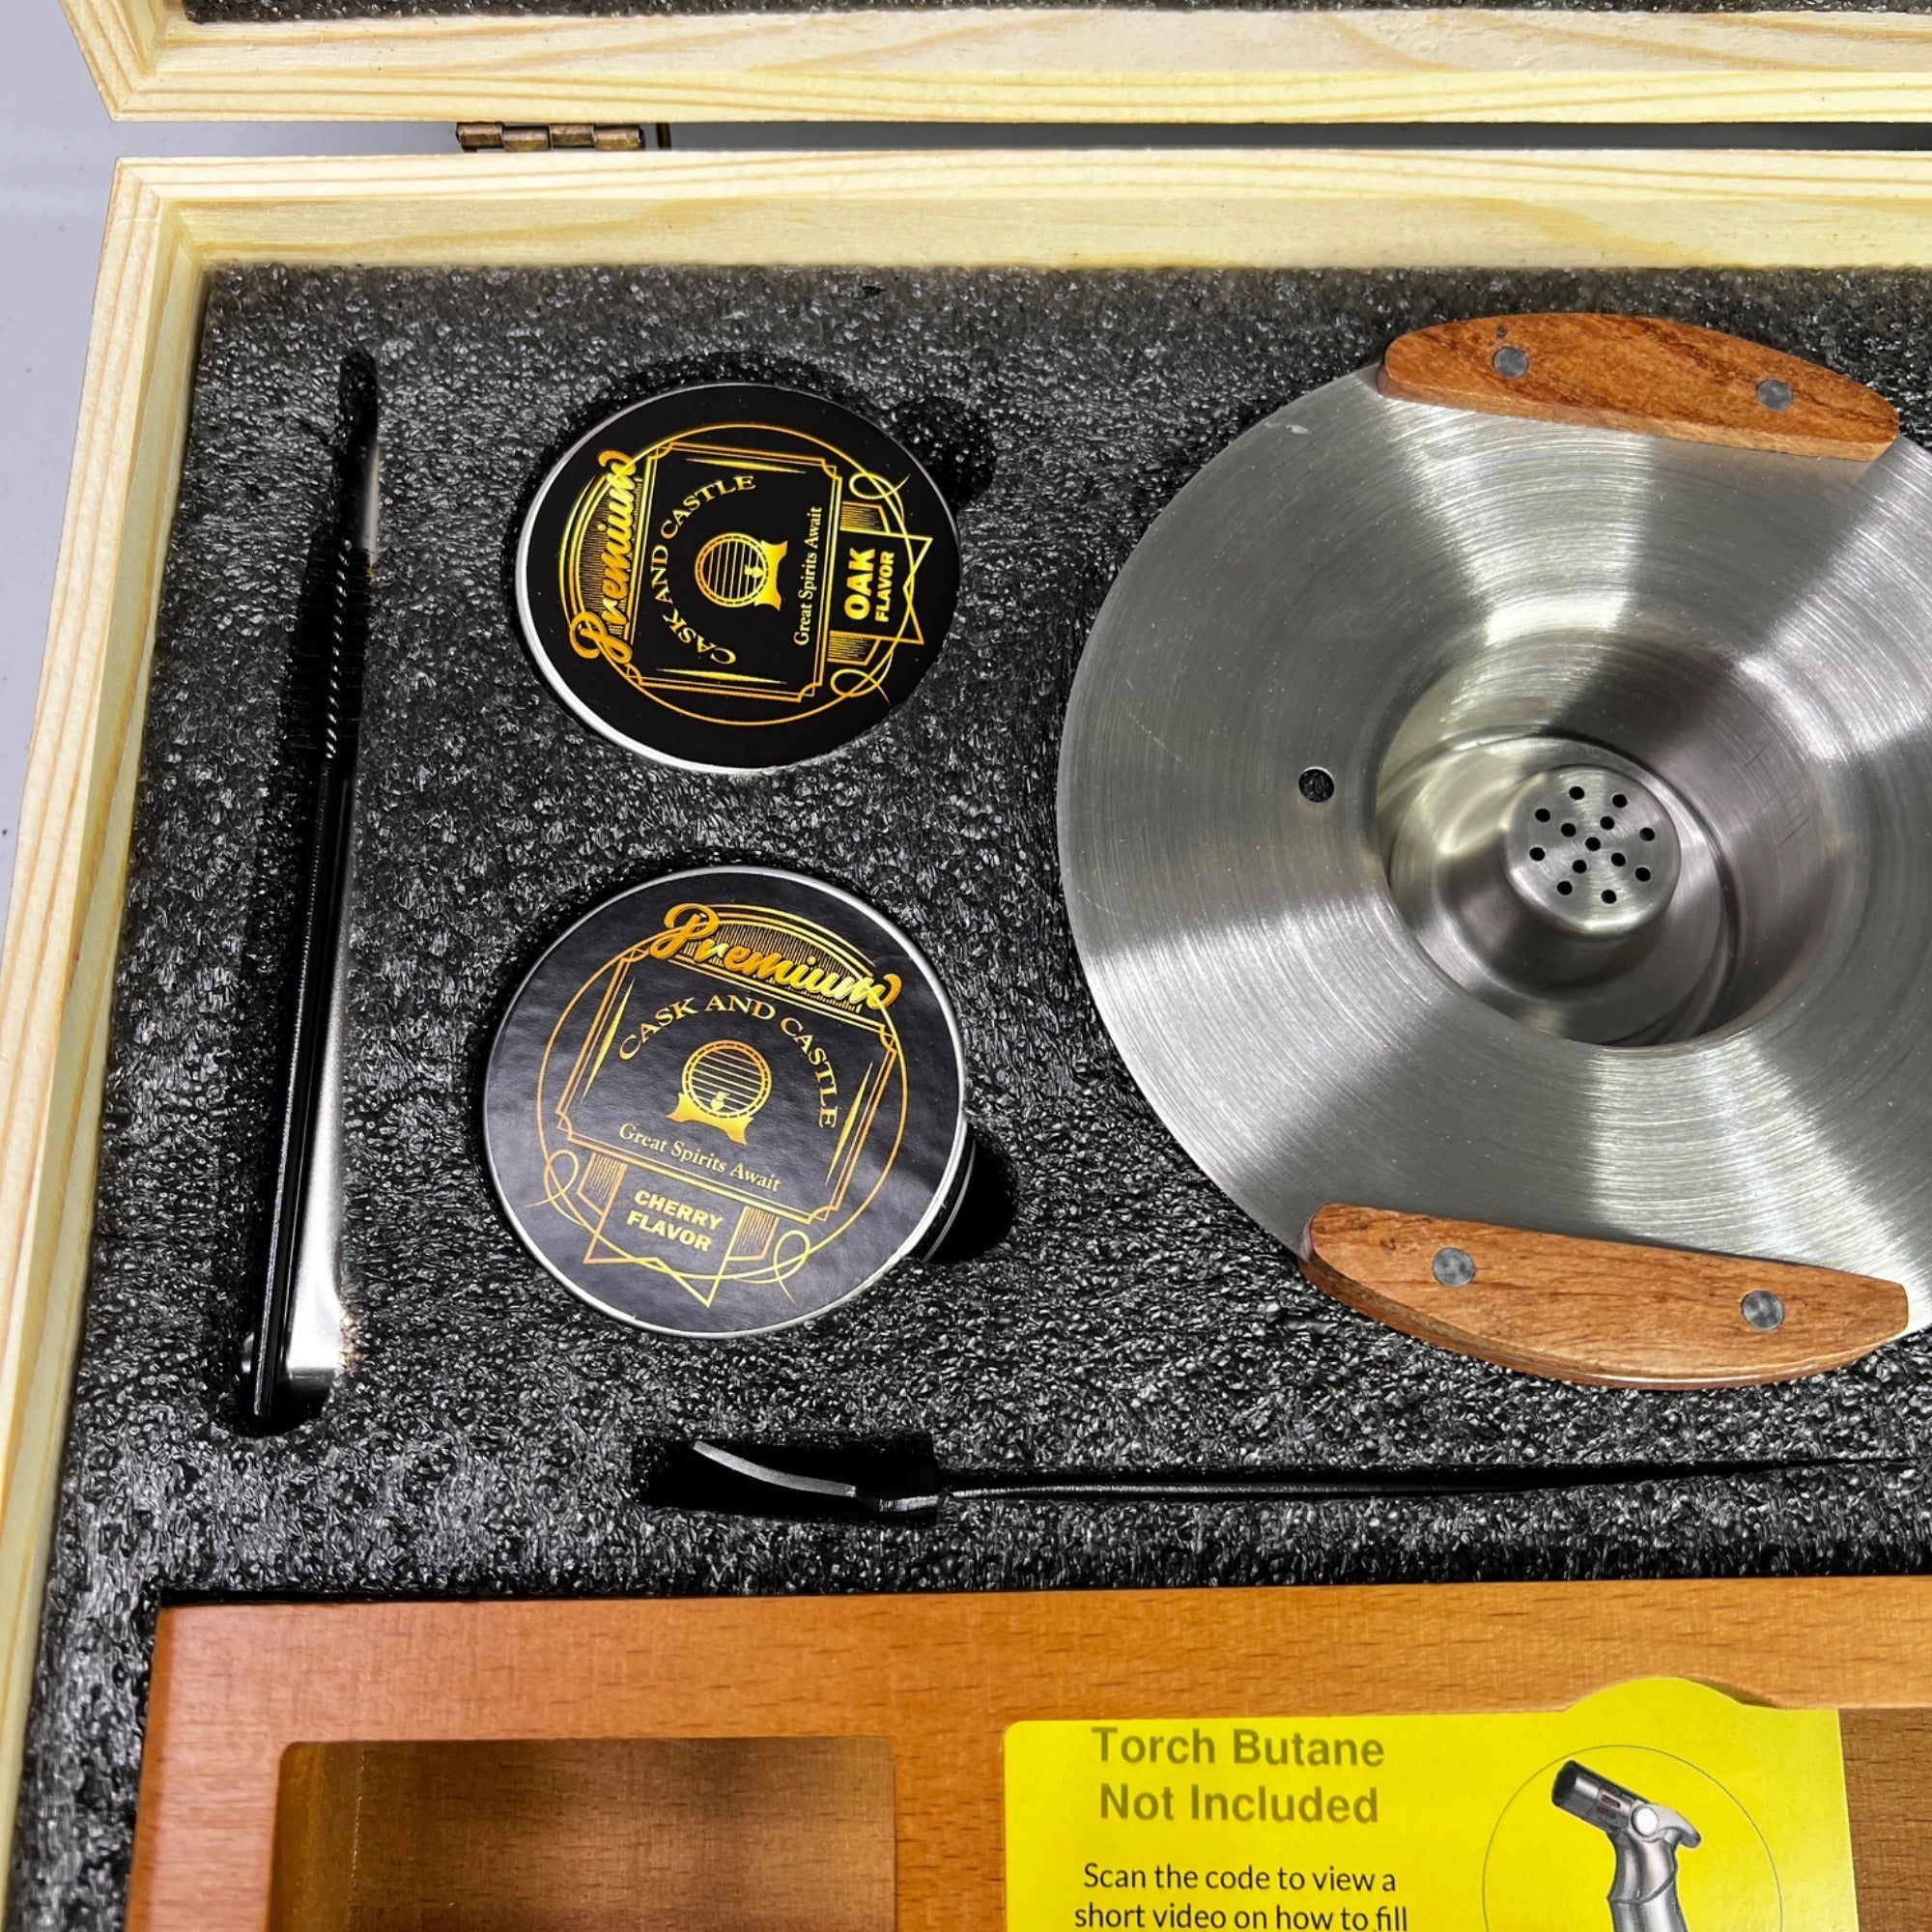 Premium
CASK AND CASTLE
Great Spirits Await
OAK
FLAVOR
Premium
CASK AND CASTLE
Great Spirits Await
CHERRY
FLAVOR
Torch Butane
Not Included
Scan the code to view a
short video on how to fill